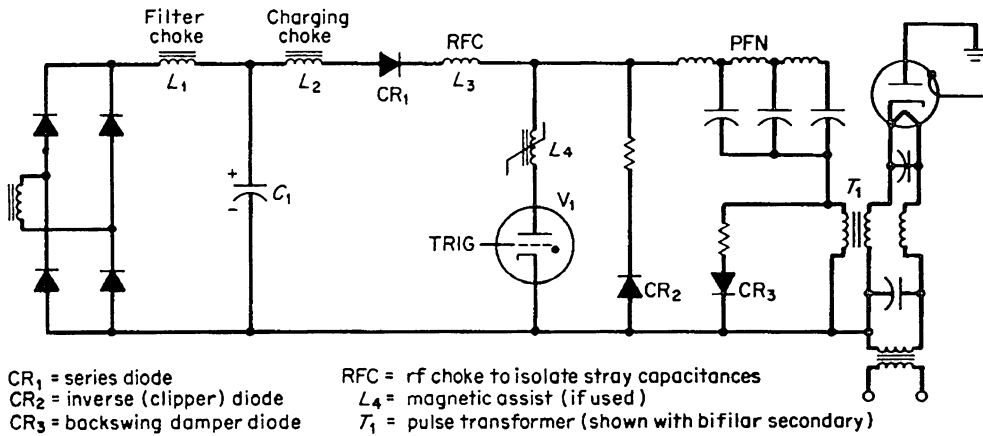 Filter
choke
L1
Charging
choke
L2
CR1
RFC
L3
PFN
L4
V1
TRIG
+
-
C1
CR2
CR3
T1
CR1 = series diode
CR2 = inverse (clipper) diode
CR3 = backswing damper diode
RFC = rf choke to isolate stray capacitances
L4 = magnetic assist (if used)
T1 = pulse transformer (shown with bifilar secondary)